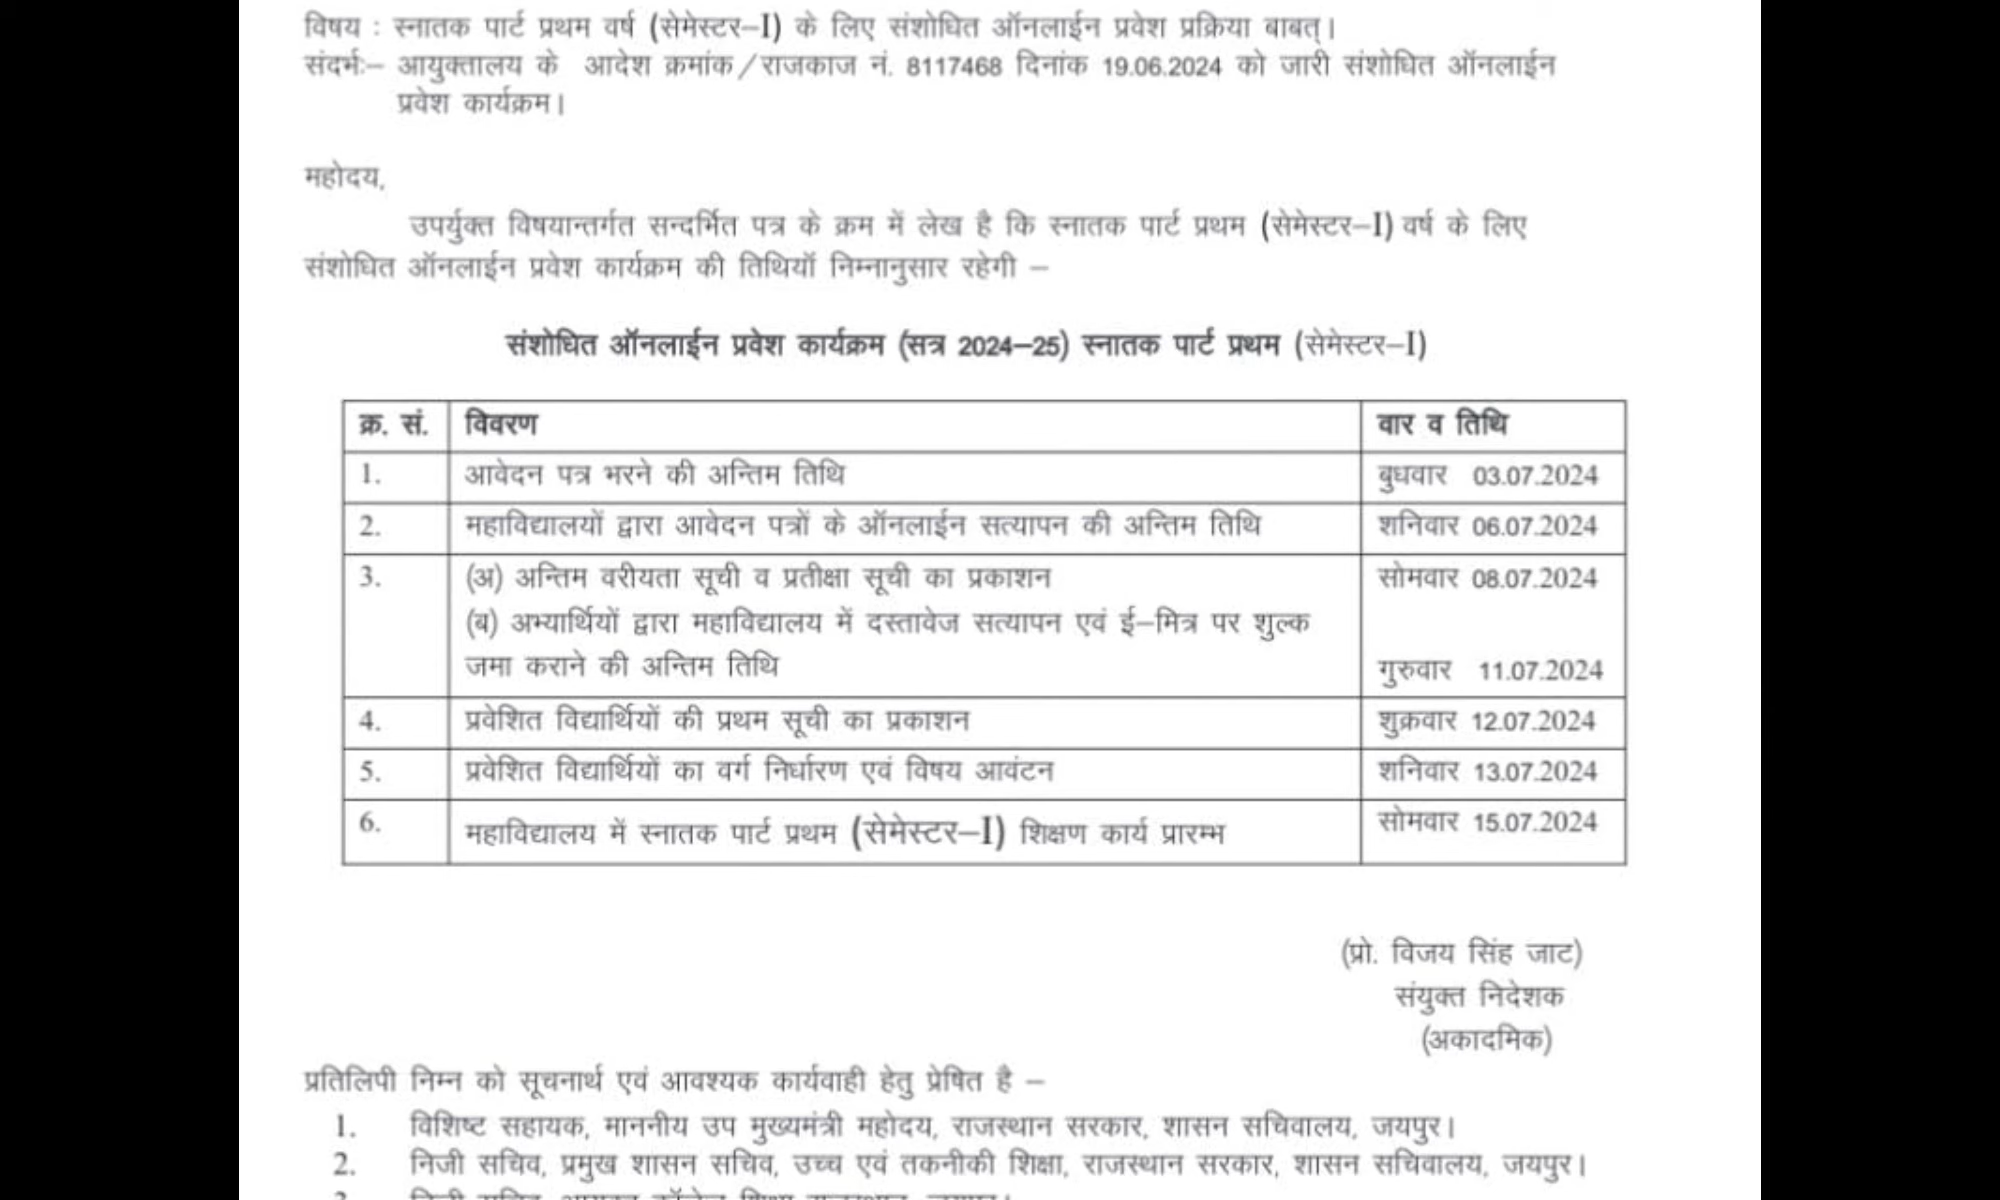 विषय : स्नातक पार्ट प्रथम वर्ष (सेमेस्टर–I) के लिए संशोधित ऑनलाईन प्रवेश प्रक्रिया बाबत्।
संदर्भः– आयुक्तालय के आदेश क्रमांक/राजकाज नं. 8117468 दिनांक 19.06.2024 को जारी संशोधित ऑनलाईन
प्रवेश कार्यक्रम।
महोदय,
उपर्युक्त विषयान्तर्गत सन्दर्भित पत्र के क्रम में लेख है कि स्नातक पार्ट प्रथम (सेमेस्टर–I) वर्ष के लिए
संशोधित ऑनलाईन प्रवेश कार्यक्रम की तिथियॉ निम्नानुसार रहेगी –
संशोधित ऑनलाईन प्रवेश कार्यक्रम (सत्र 2024–25) स्नातक पार्ट प्रथम (सेमेस्टर–I)
क्र. सं. विवरण वार व तिथि
1. आवेदन पत्र भरने की अन्तिम तिथि बुधवार 03.07.2024
2. महाविद्यालयों द्वारा आवेदन पत्रों के ऑनलाईन सत्यापन की अन्तिम तिथि शनिवार 06.07.2024
3. (अ) अन्तिम वरीयता सूची व प्रतीक्षा सूची का प्रकाशन सोमवार 08.07.2024
(ब) अभ्यार्थियों द्वारा महाविद्यालय में दस्तावेज सत्यापन एवं ई–मित्र पर शुल्क
जमा कराने की अन्तिम तिथि गुरुवार 11.07.2024
4. प्रवेशित विद्यार्थियों की प्रथम सूची का प्रकाशन शुक्रवार 12.07.2024
5. प्रवेशित विद्यार्थियों का वर्ग निर्धारण एवं विषय आवंटन शनिवार 13.07.2024
6. महाविद्यालय में स्नातक पार्ट प्रथम (सेमेस्टर–I) शिक्षण कार्य प्रारम्भ सोमवार 15.07.2024
(प्रो. विजय सिंह जाट)
संयुक्त निदेशक
(अकादमिक)
प्रतिलिपी निम्न को सूचनार्थ एवं आवश्यक कार्यवाही हेतु प्रेषित है –
1. विशिष्ट सहायक, माननीय उप मुख्यमंत्री महोदय, राजस्थान सरकार, शासन सचिवालय, जयपुर।
2. निजी सचिव, प्रमुख शासन सचिव, उच्च एवं तकनीकी शिक्षा, राजस्थान सरकार, शासन सचिवालय, जयपुर।